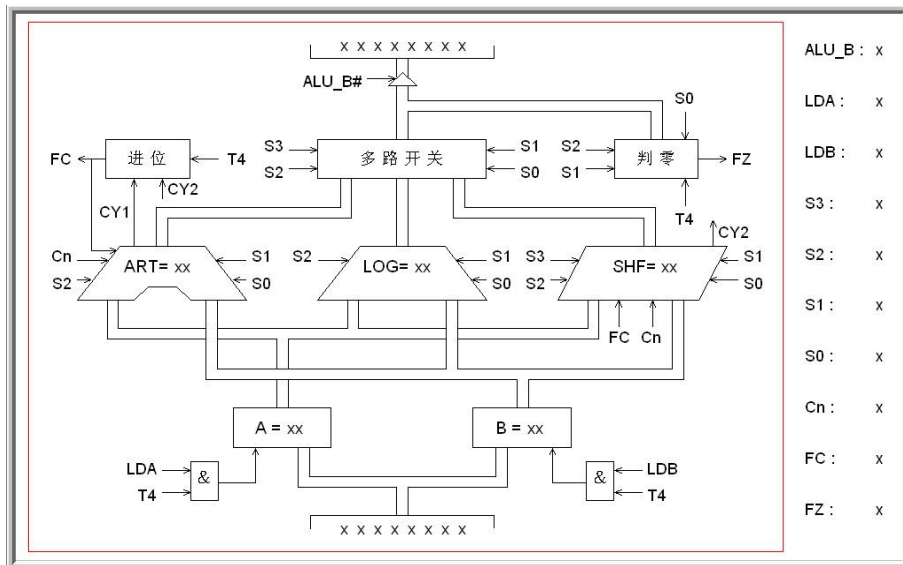 X X X X X X X X
ALU_B#
ALU_B : x
S0
LDA : x
FC 进位 T4
S3 多路开关 S1
S2 S0
S2 判零 FZ
S1
LDB : x
CY2
CY1
T4
S3 : x
CY2
Cn ART= xx S1
S2 S0
S2 LOG= xx S1
S0
S3 SHF= xx S1
S2 S0
S2 : x
FC Cn
S1 : x
S0 : x
A = xx
B = xx
Cn : x
LDA &
T4
& LDB
T4
FC : x
X X X X X X X X
FZ : x